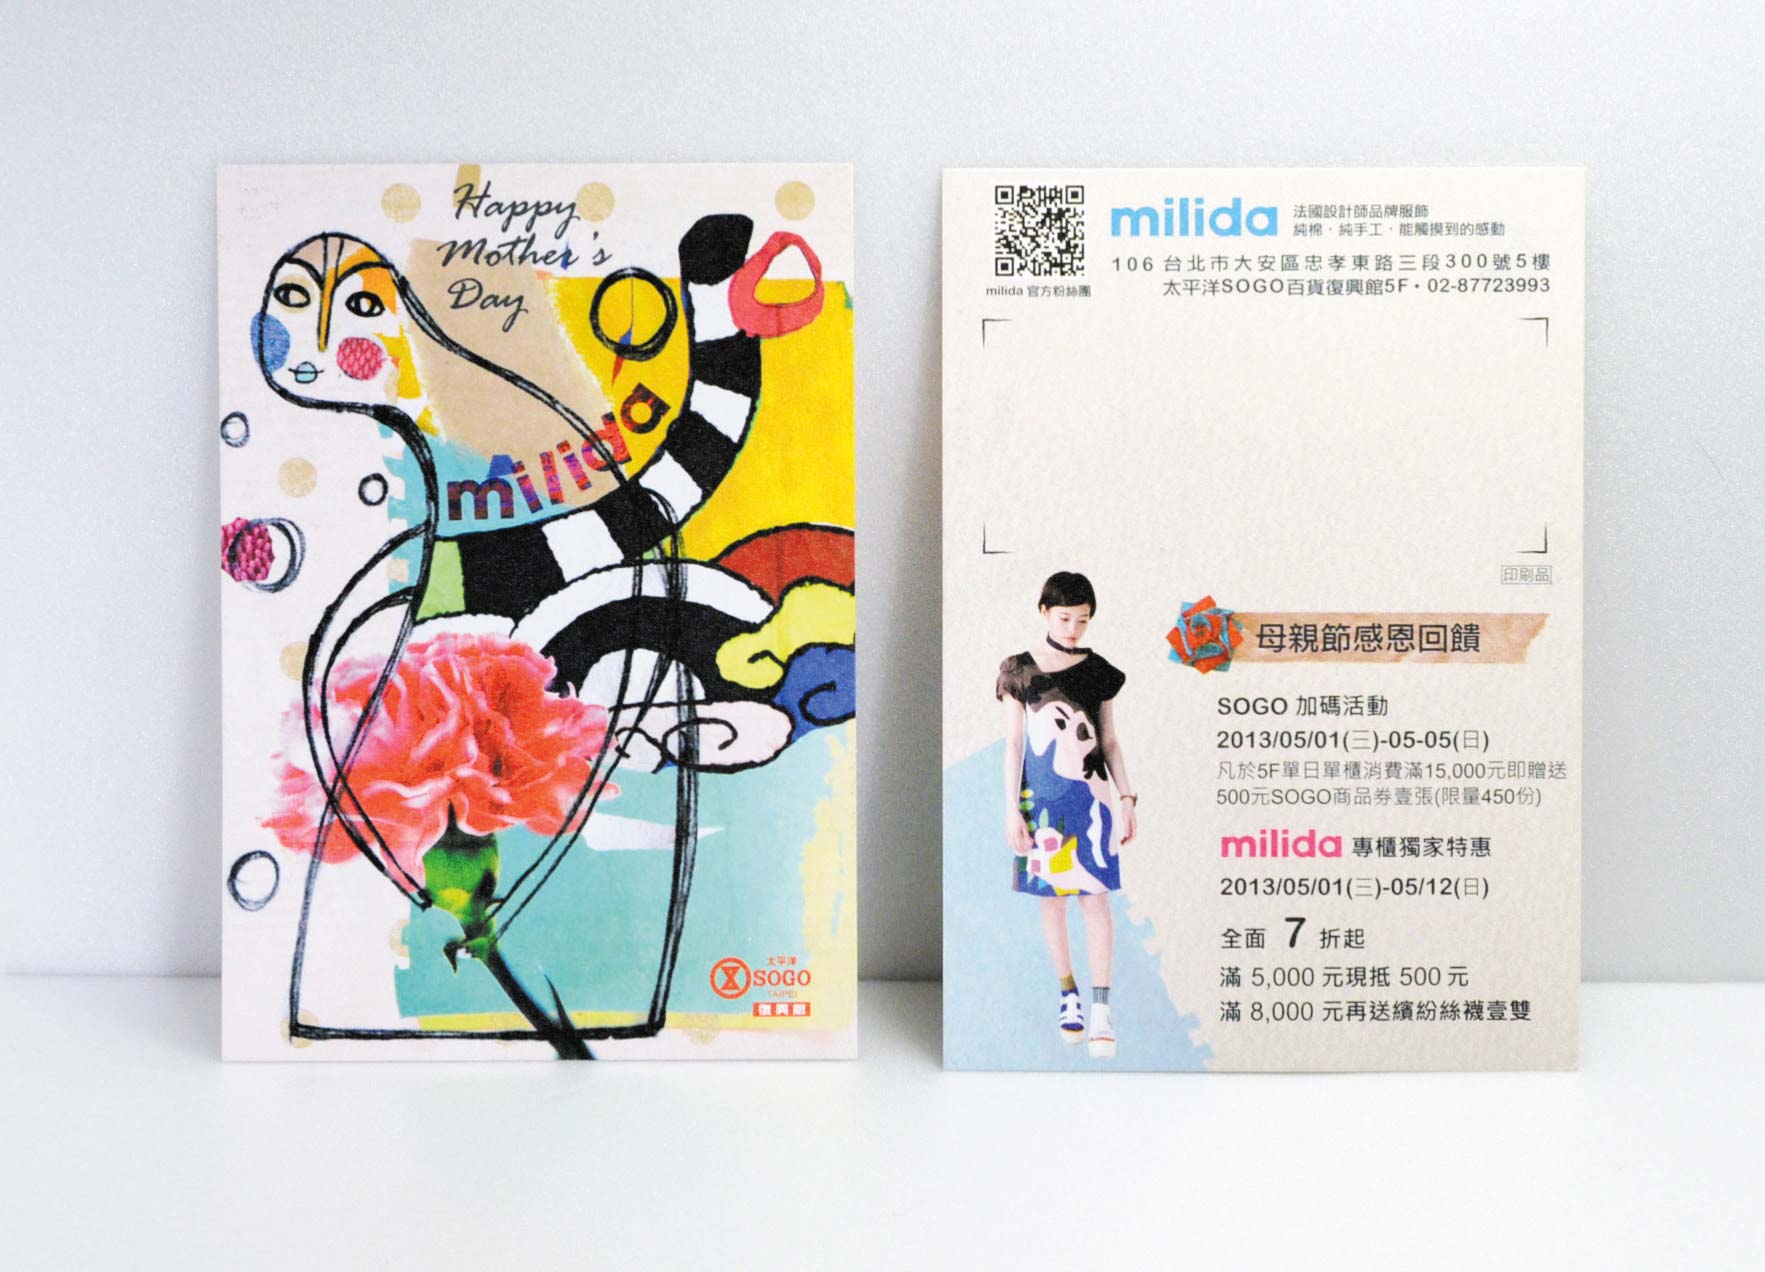 Happy
Mother's
Day
milida
太平洋
SOGO
(AIPEI)
復興館
milida
法國設計師品牌服飾
純棉‧純手工‧能觸摸到的感動
106 台北市大安區忠孝東路三段300號5樓
太平洋SOGO百貨復興館5F‧02-87723993
milida 官方粉絲團
印刷品
母親節感恩回饋
SOGO 加碼活動
2013/05/01(三)-05-05(日)
凡於5F單日單櫃消費滿15,000元即贈送
500元SOGO商品券壹張(限量450份)
milida 專櫃獨家特惠
2013/05/01(三)-05/12(日)
全面 7 折起
滿 5,000 元現抵 500 元
滿 8,000 元再送繽紛絲襪壹雙